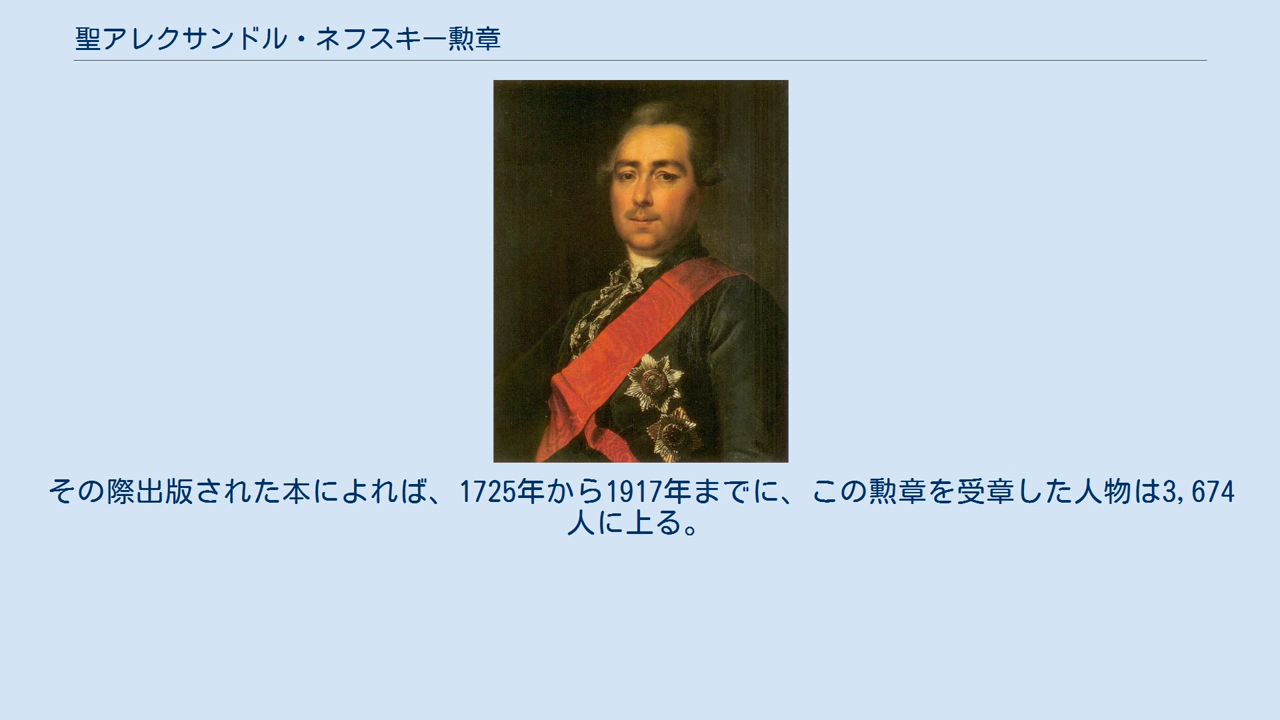 聖アレクサンドル・ネフスキー勲章
その際出版された本によれば、1725年から1917年までに、この勲章を受章した人物は3,674
人に上る。